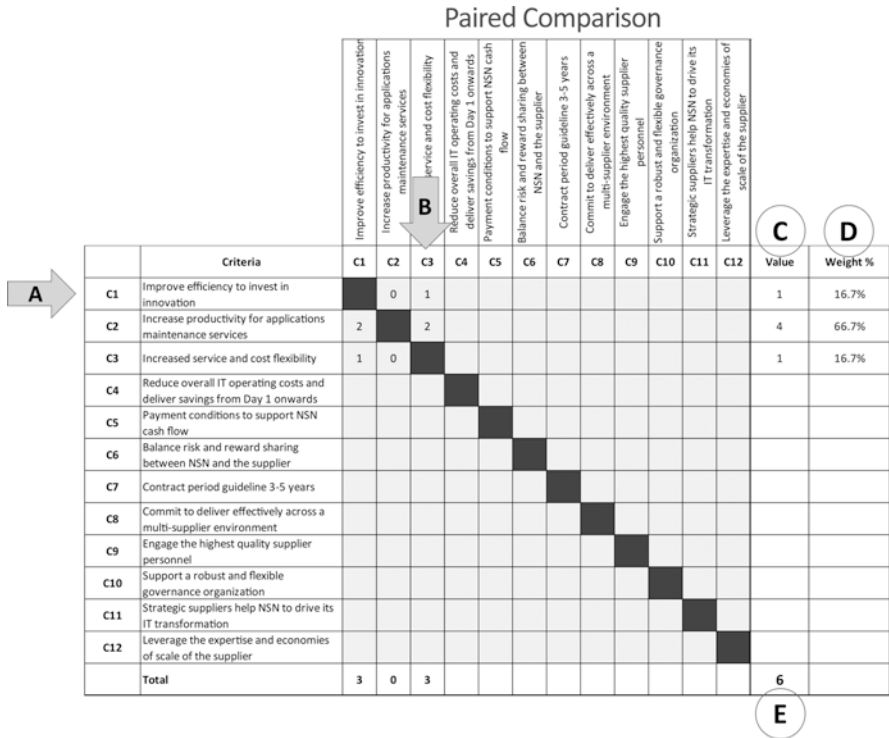 Paired Comparison
Improve efficiency to invest in innovation
Increase productivity for applications
maintenance services
service and cost flexibility
Reduce overall IT operating costs and
deliver savings from Day 1 onwards
Payment conditions to support NSN cash
flow
Balance risk and reward sharing between
NSN and the supplier
Contract period guideline 3-5 years
Commit to deliver effectively across a
multi-supplier environment
Engage the highest quality supplier
personnel
Support a robust and flexible governance
organization
Strategic suppliers help NSN to drive its
IT transformation
Leverage the expertise and economies of
scale of the supplier
B
C
D
Criteria C1 C2 C3 C4 C5 C6 C7 C8 C9 C10 C11 C12 Value Weight %
A
C1 Improve efficiency to invest in
innovation
0 1 1 16.7%
C2 Increase productivity for applications
maintenance services
2 2 4 66.7%
C3 Increased service and cost flexibility 1 0 1 16.7%
C4 Reduce overall IT operating costs and
deliver savings from Day 1 onwards
C5 Payment conditions to support NSN
cash flow
C6 Balance risk and reward sharing
between NSN and the supplier
C7 Contract period guideline 3-5 years
C8 Commit to deliver effectively across a
multi-supplier environment
C9 Engage the highest quality supplier
personnel
C10 Support a robust and flexible
governance organization
C11 Strategic suppliers help NSN to drive its
IT transformation
C12 Leverage the expertise and economies
of scale of the supplier
Total 3 0 3 6
E